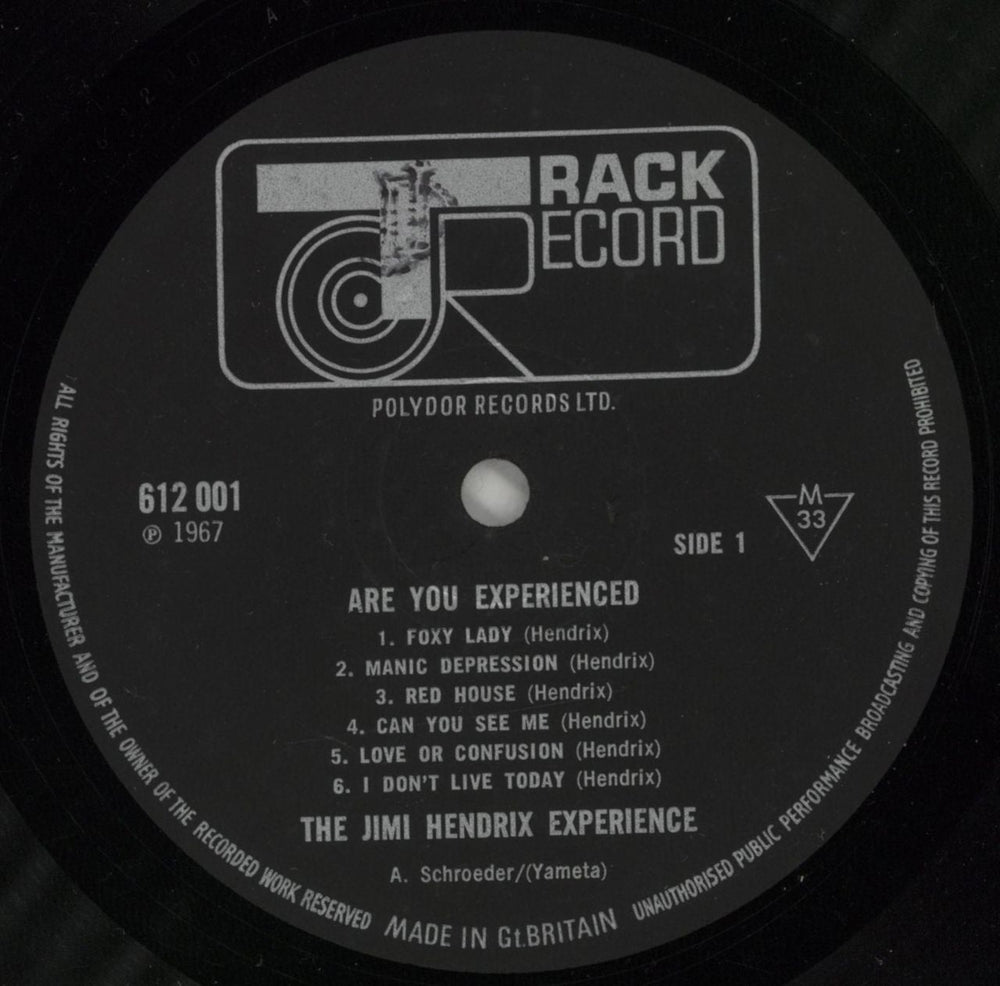 TRACK
RECORD
POLYDOR RECORDS LTD.
612 001
℗ 1967
SIDE 1
M
33
ARE YOU EXPERIENCED
1. FOXY LADY (Hendrix)
2. MANIC DEPRESSION (Hendrix)
3. RED HOUSE (Hendrix)
4. CAN YOU SEE ME (Hendrix)
5. LOVE OR CONFUSION (Hendrix)
6. I DON'T LIVE TODAY (Hendrix)
THE JIMI HENDRIX EXPERIENCE
A. Schroeder/(Yameta)
ALL RIGHTS OF THE MANUFACTURER AND OF THE OWNER OF THE RECORDED WORK RESERVED
MADE IN Gt.BRITAIN
UNAUTHORISED PUBLIC PERFORMANCE BROADCASTING AND COPYING OF THIS RECORD PROHIBITED